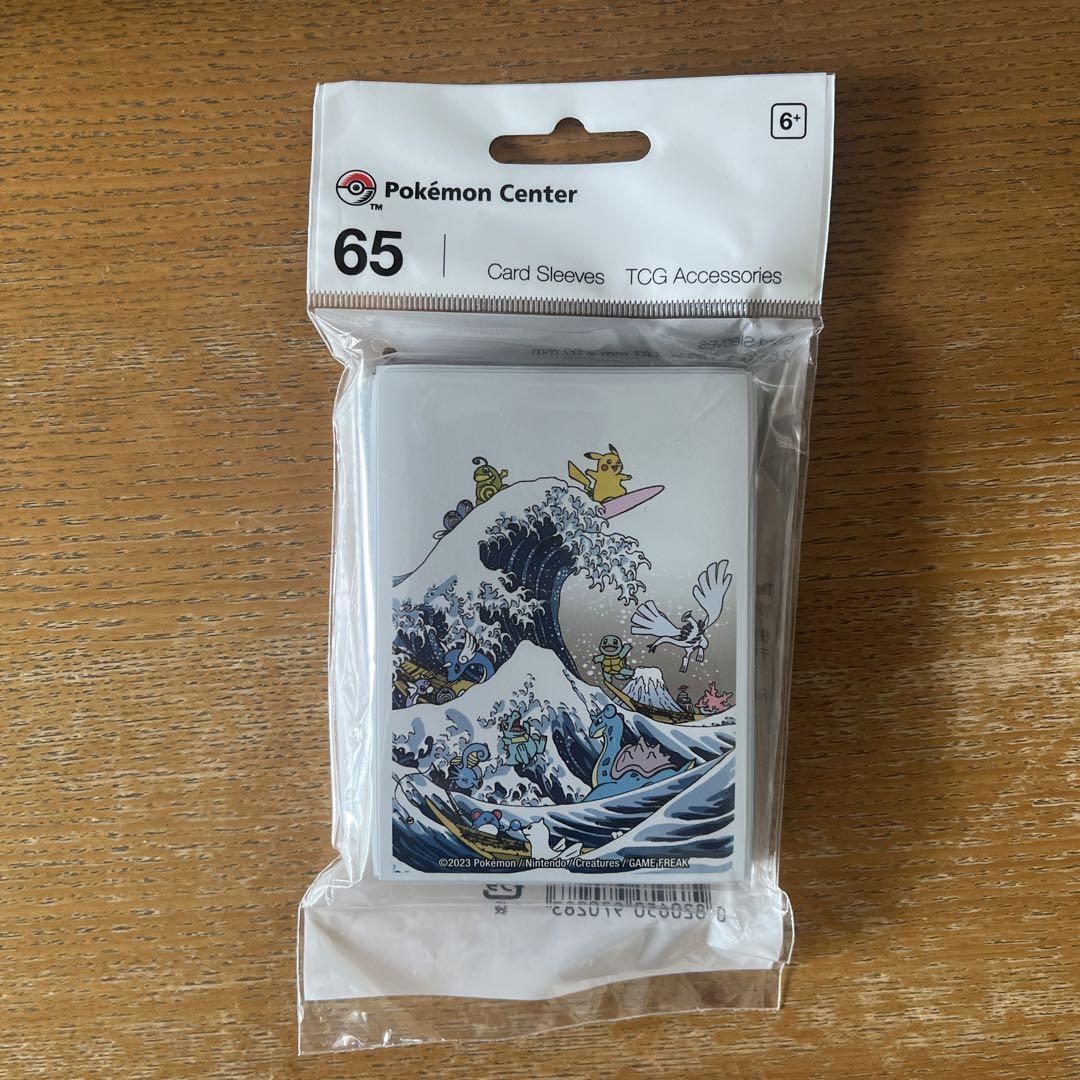 6+
Pokémon Center
TM
65
Card Sleeves TCG Accessories
©2023 Pokémon / Nintendo / Creatures / GAME FREAK